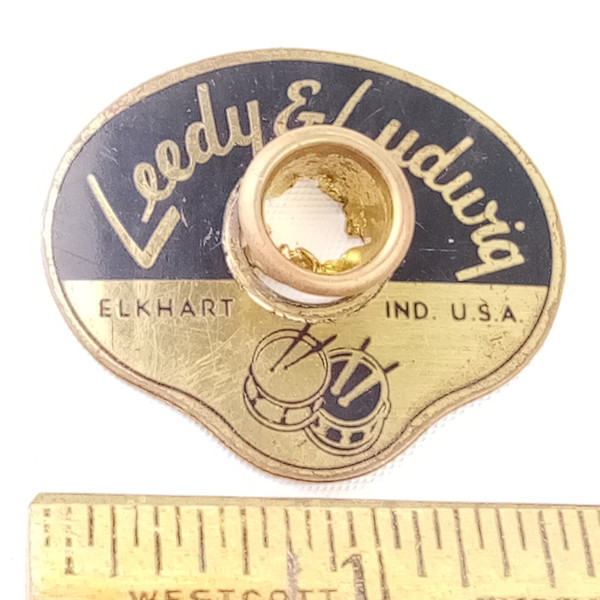 Leedy & Ludwig
ELKHART IND. U.S.A.
1
WESTCOTT